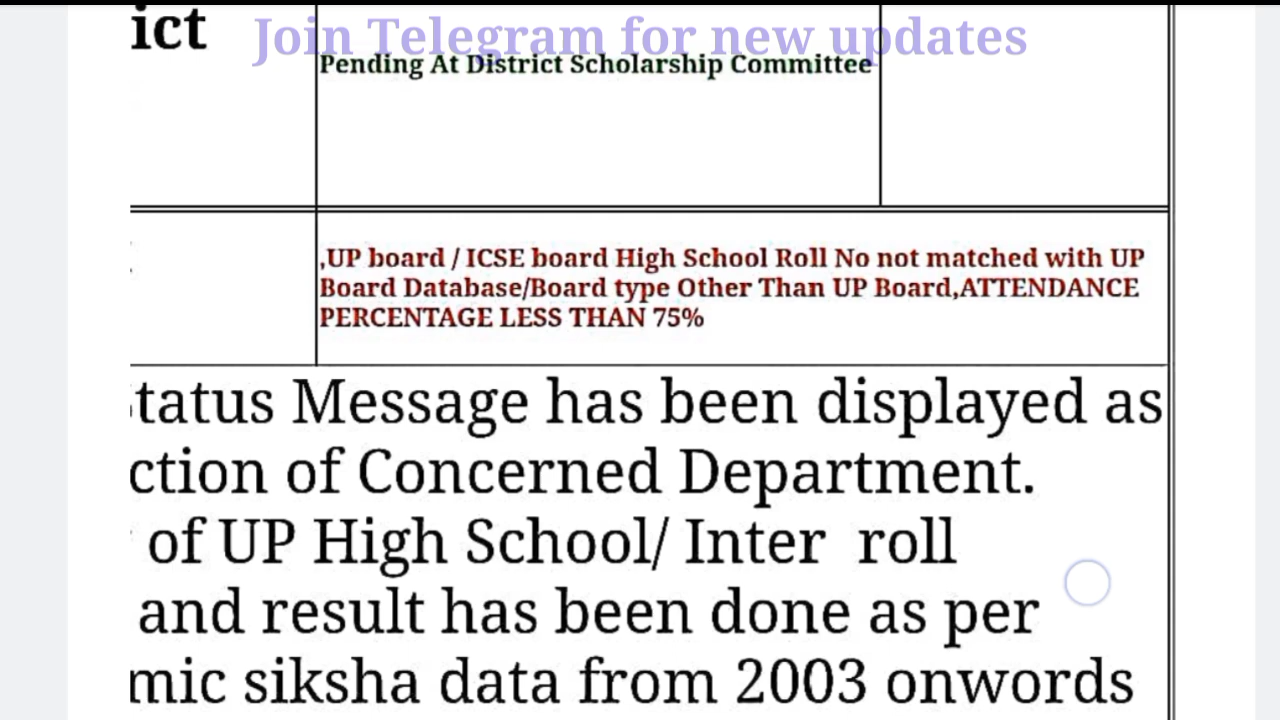 ict
Join Telegram for new updates
Pending At District Scholarship Committee
,UP board / ICSE board High School Roll No not matched with UP
Board Database/Board type Other Than UP Board,ATTENDANCE
PERCENTAGE LESS THAN 75%
tatus Message has been displayed as
ction of Concerned Department.
of UP High School/ Inter roll
and result has been done as per
mic siksha data from 2003 onwords